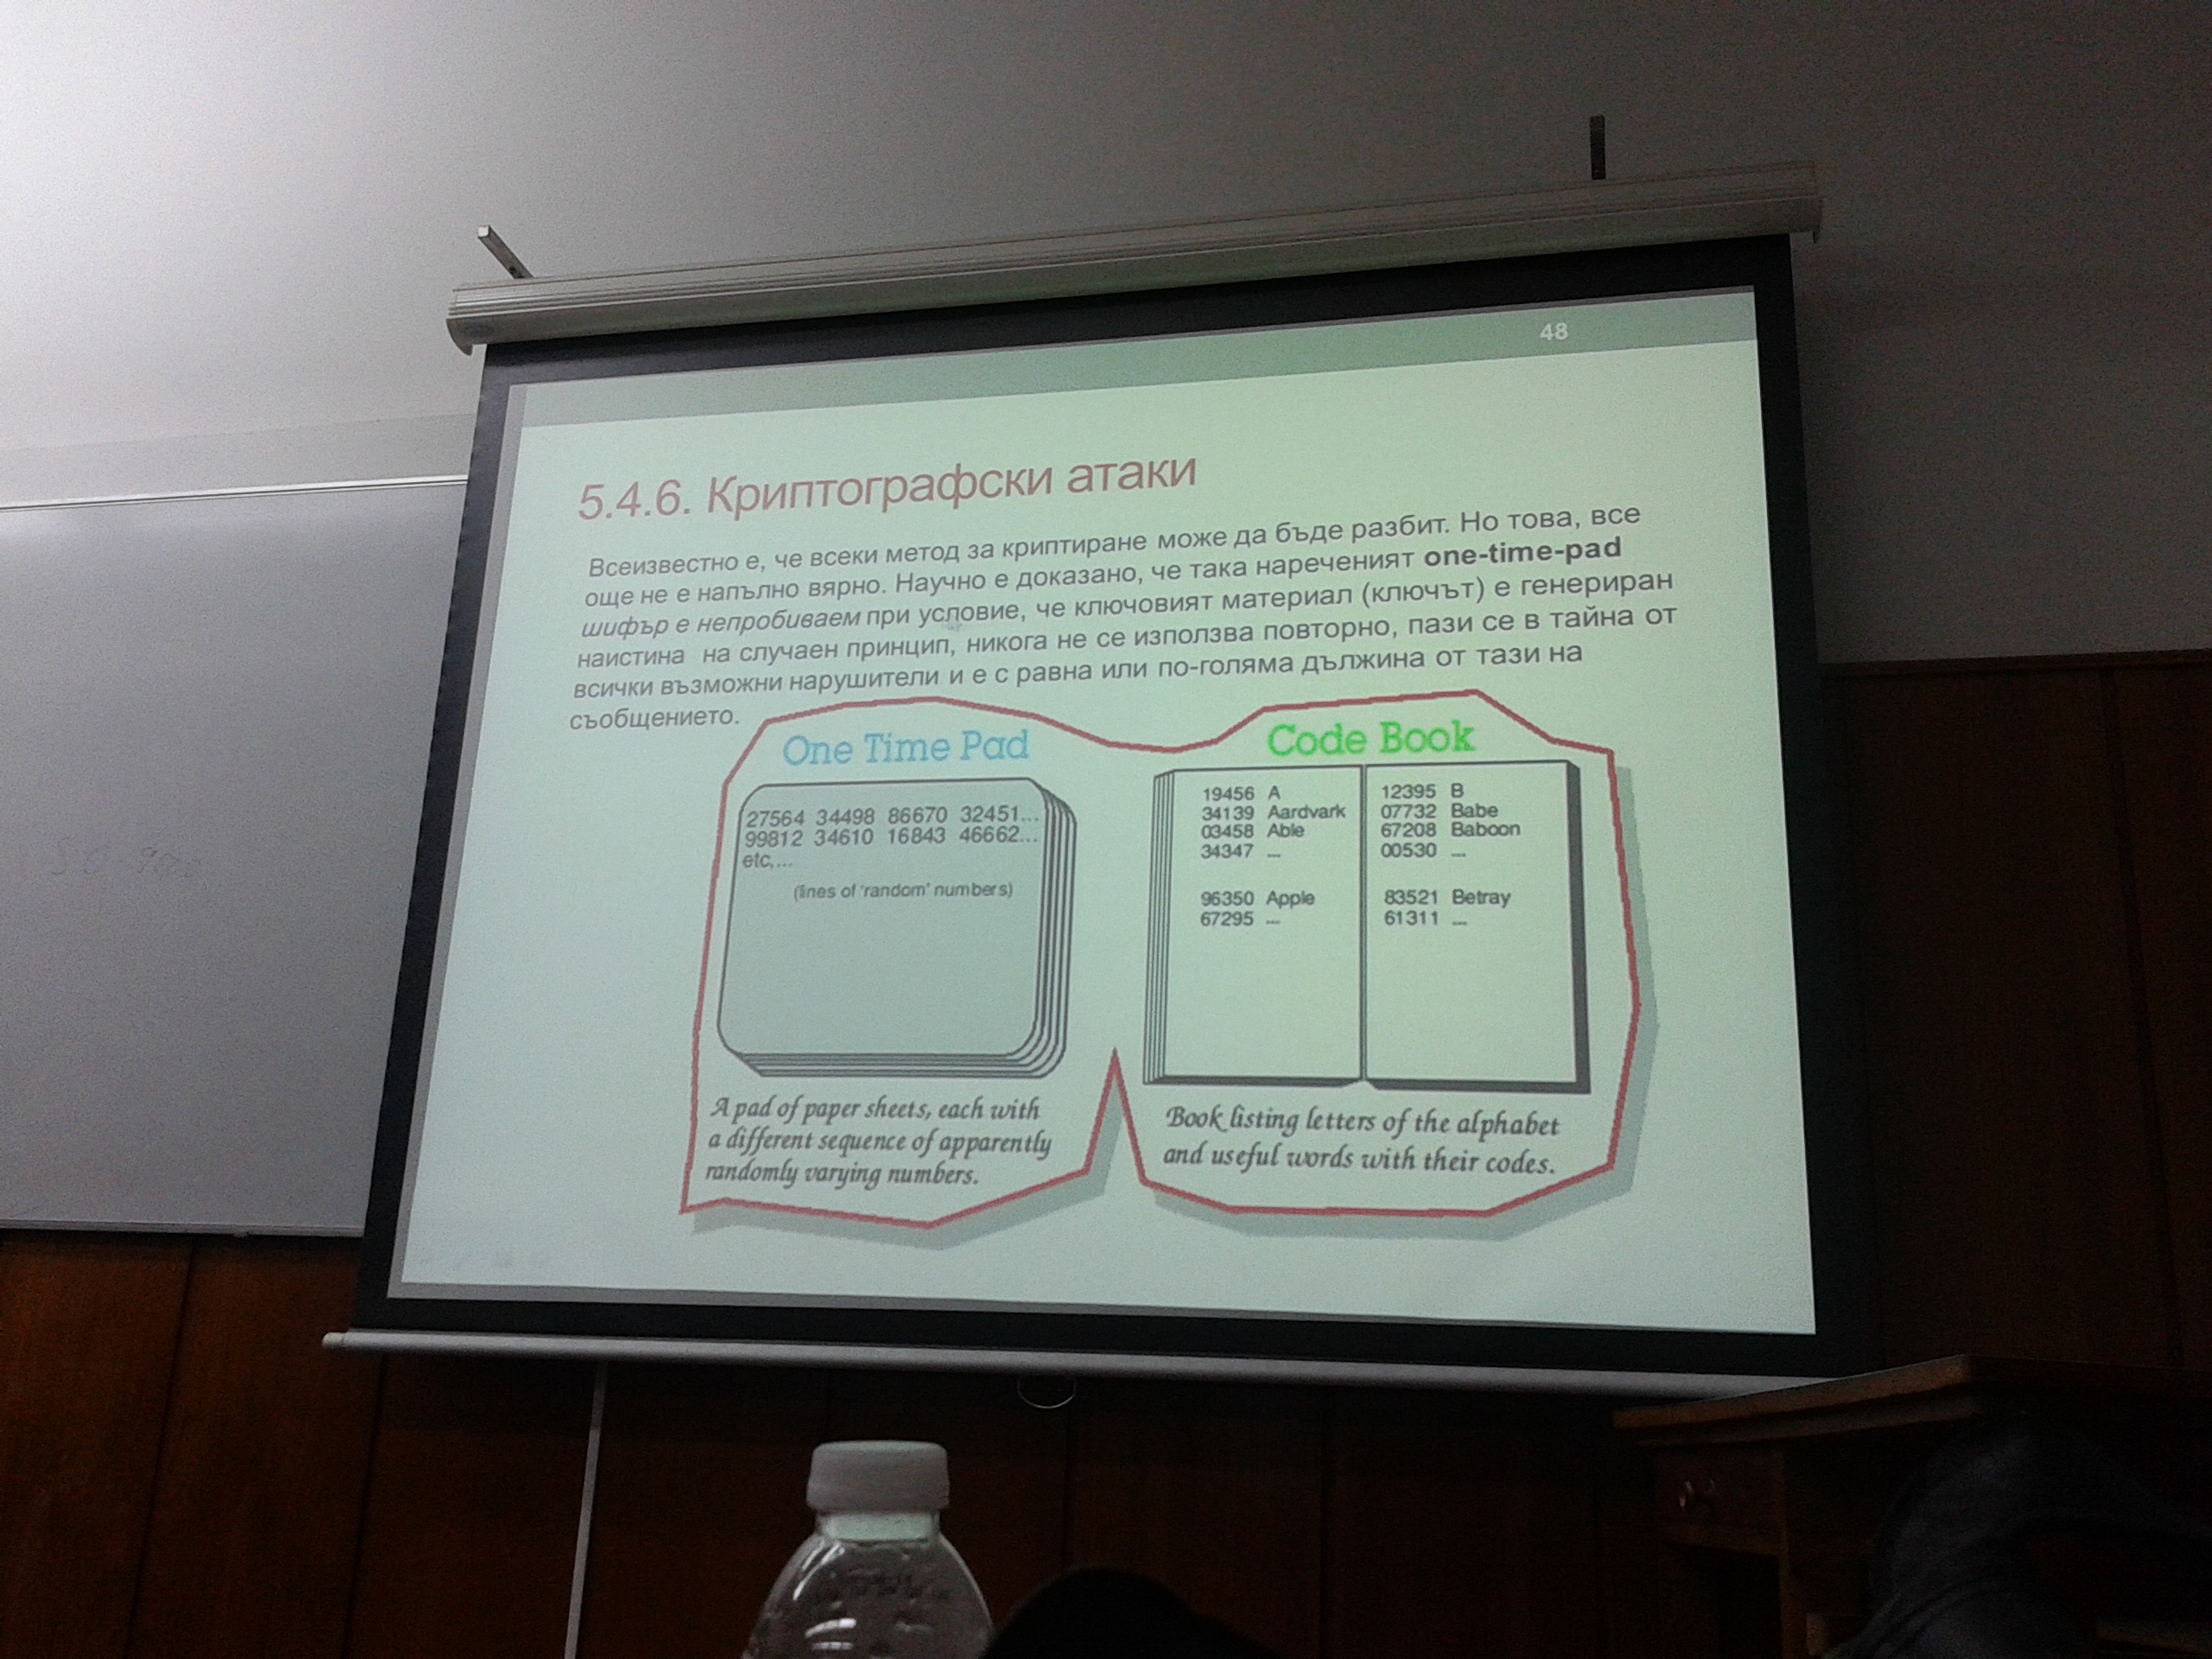 48
5.4.6. Криптографски атаки
Всеизвестно е, че всеки метод за криптиране може да бъде разбит. Но това, все
още не е напълно вярно. Научно е доказано, че така нареченият one-time-pad
шифър е непробиваем при условие, че ключовият материал (ключът) е генериран
наистина на случаен принцип, никога не се използва повторно, пази се в тайна от
всички възможни нарушители и е с равна или по-голяма дължина от тази на
съобщението.
One Time Pad
27564 34498 86670 32451...
99812 34610 16843 46662...
etc,...
(lines of 'random' numbers)
A pad of paper sheets, each with
a different sequence of apparently
randomly varying numbers.
Code Book
19456 A
34139 Aardvark
03458 Able
34347 ...
96350 Apple
67295 ...
12395 B
07732 Babe
67208 Baboon
00530 ...
83521 Betray
61311 ...
Book listing letters of the alphabet
and useful words with their codes.